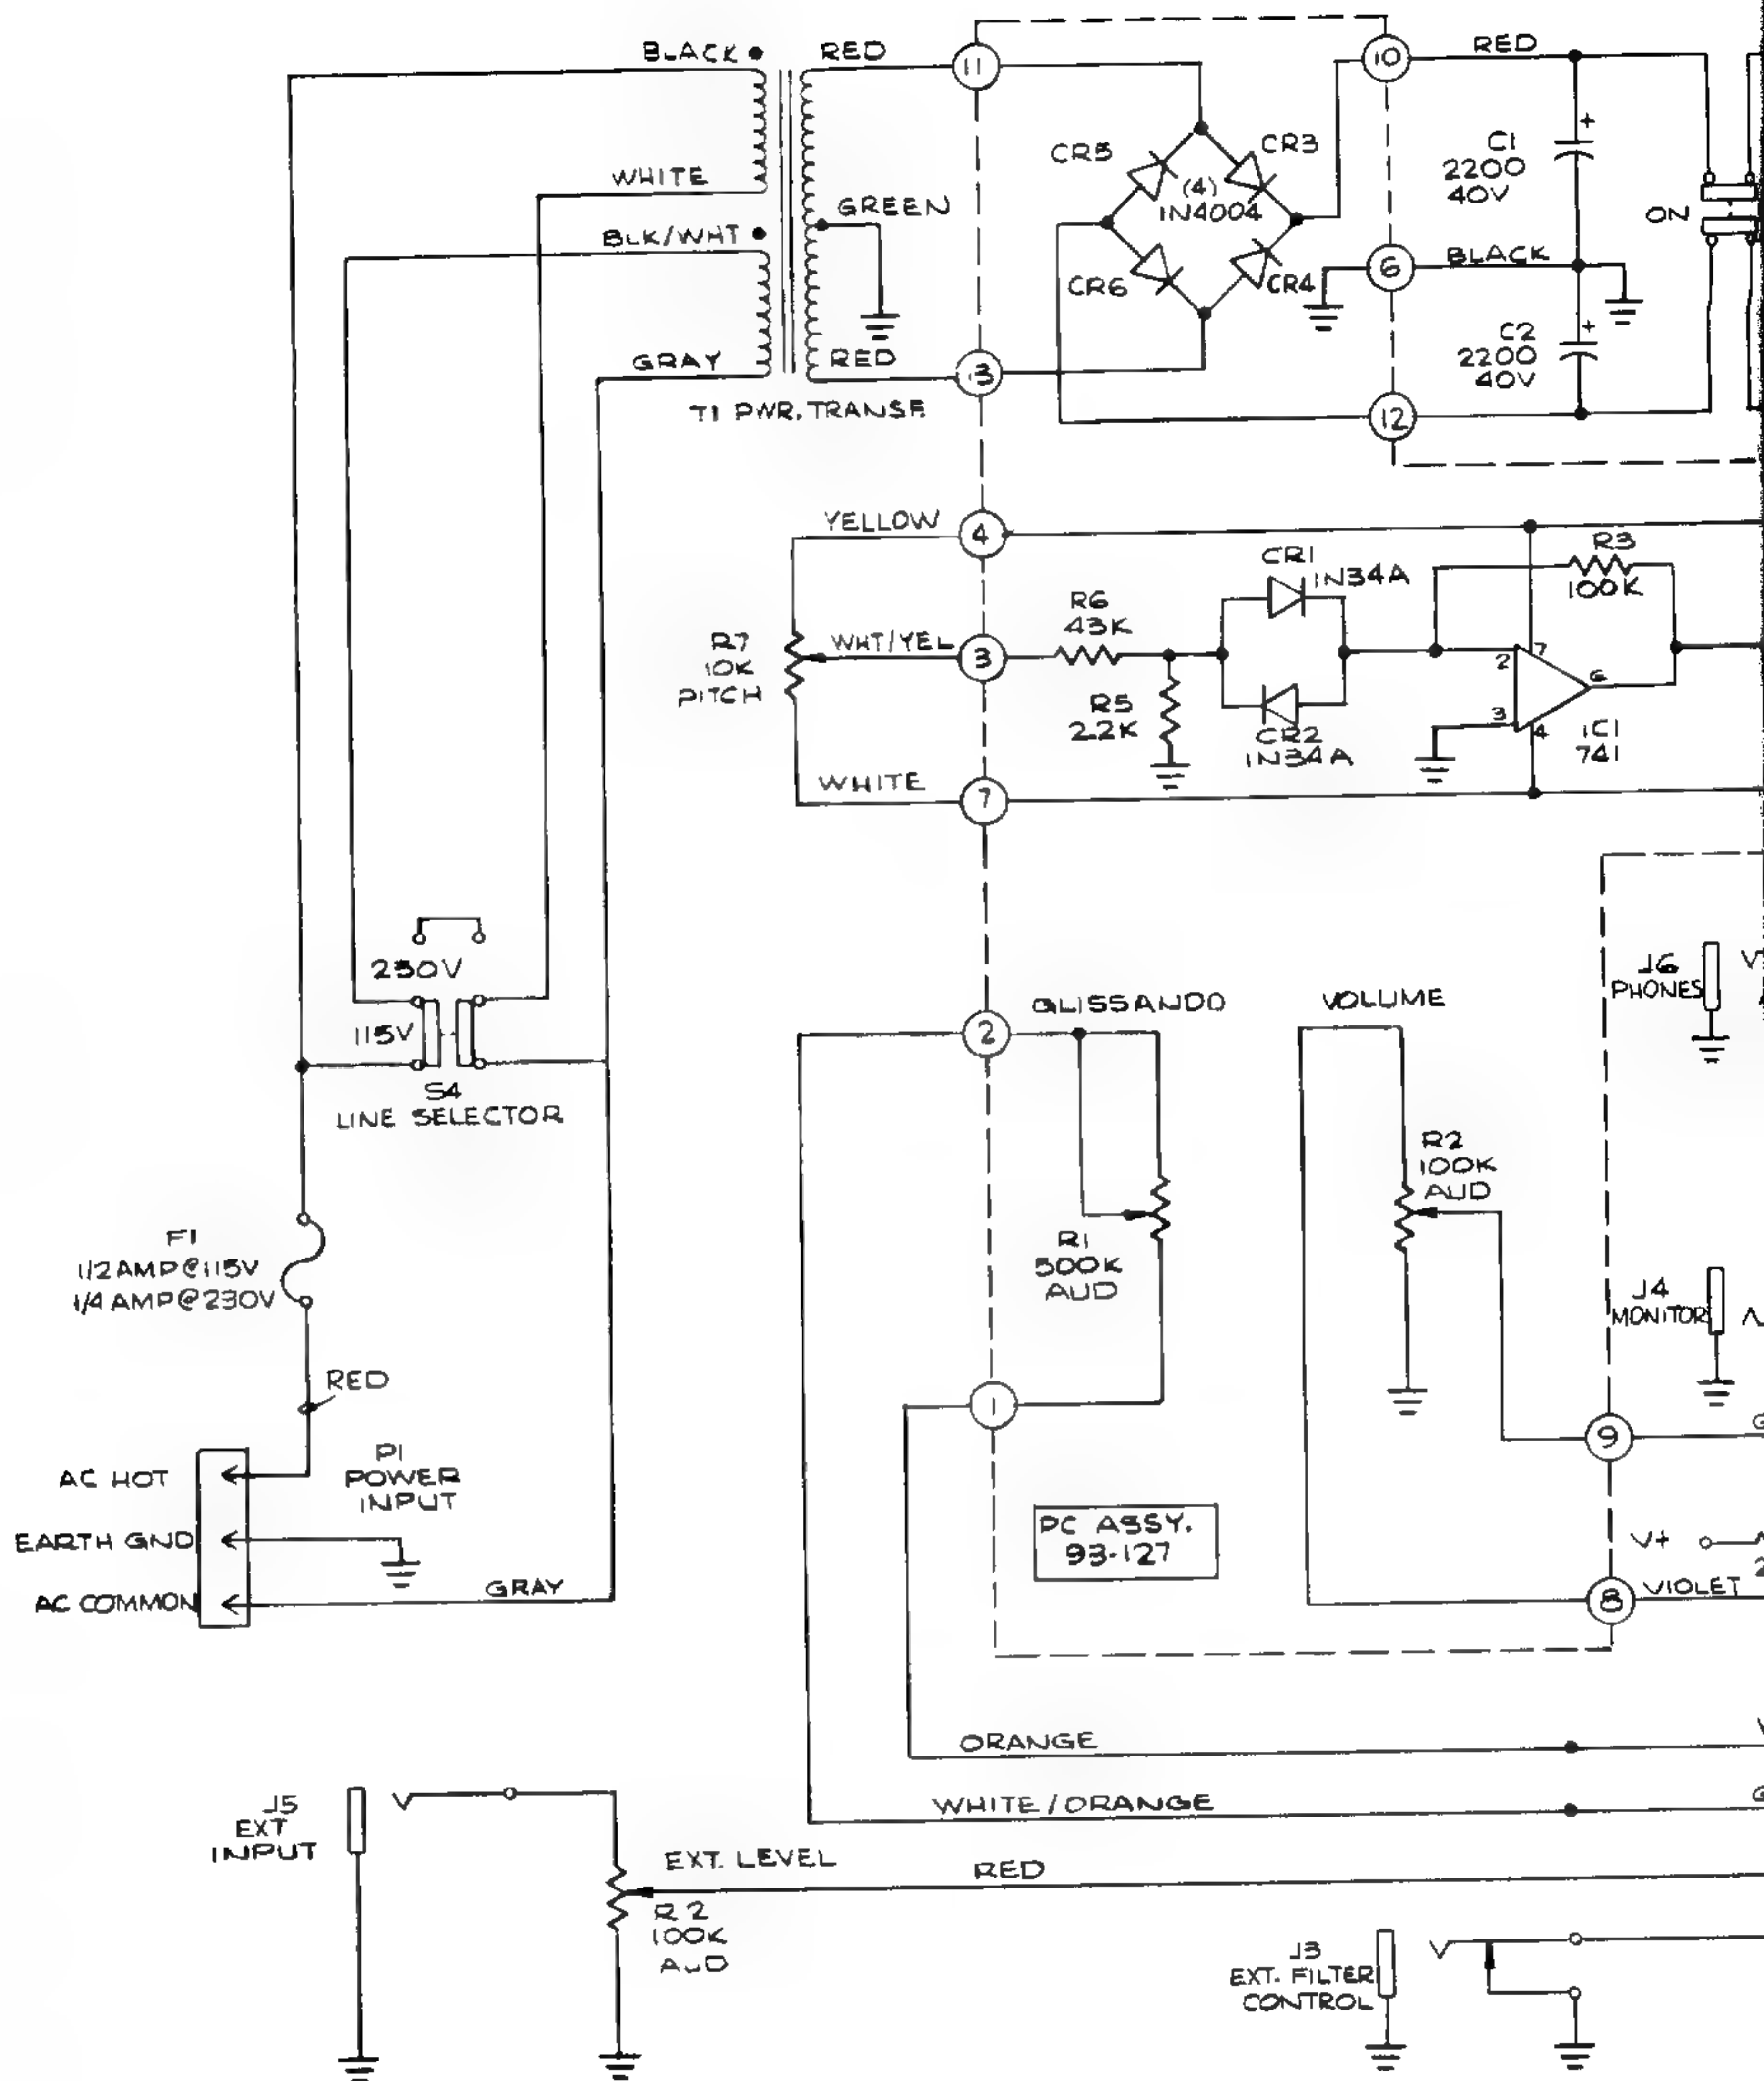 BLACK
RED
11
10
RED
CR5
CR3
(4)
1N4004
C1
2200
40V
ON
WHITE
GREEN
BLK/WHT
CR6
CR4
6
BLACK
C2
2200
40V
GRAY
RED
13
12
T1 PWR. TRANSF.
YELLOW
4
CR1
1N34A
R3
100K
R6
43K
R7
10K
PITCH
WHT/YEL
3
2
7
6
R5
2.2K
CR2
1N34A
3
4
IC1
741
WHITE
7
230V
115V
S4
LINE SELECTOR
2
GLISSANDO
VOLUME
J6
PHONES
R2
100K
AUD
F1
1/2 AMP @ 115V
1/4 AMP @ 230V
R1
500K
AUD
J4
MONITOR
RED
1
9
AC HOT
P1
POWER
INPUT
EARTH GND
PC ASSY.
93-127
V+
AC COMMON
GRAY
8
VIOLET
ORANGE
J5
EXT
INPUT
WHITE / ORANGE
EXT. LEVEL
RED
R2
100K
AUD
J3
EXT. FILTER
CONTROL